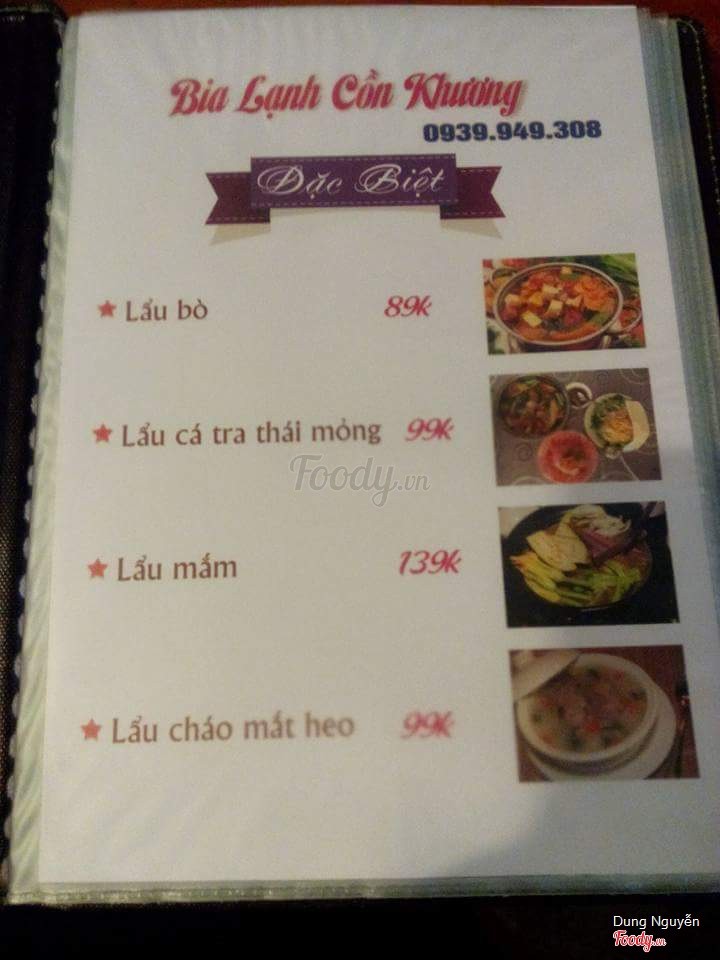 Bia Lạnh Cồn Khương
0939.949.308
Đặc Biệt
Lẩu bò 89k
Lẩu cá tra thái mỏng 99k
Foody.vn
Lẩu mắm 139k
Lẩu cháo mắt heo 99k
Dung Nguyễn
Foody.vn